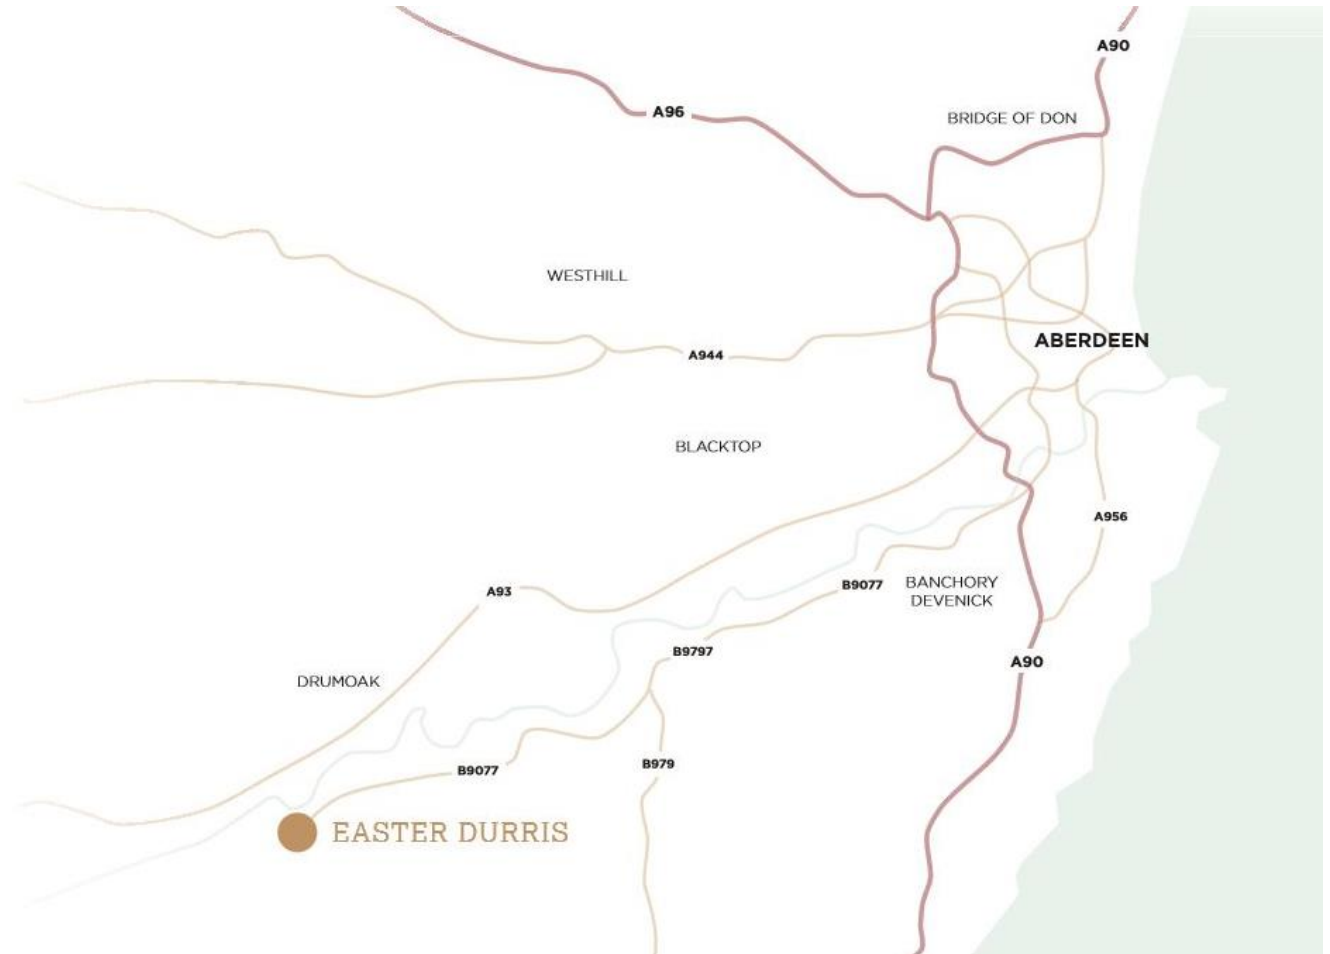 A90
A96
BRIDGE OF DON
WESTHILL
ABERDEEN
A944
BLACKTOP
A956
A93
B9077
BANCHORY
DEVENICK
B9797
A90
DRUMOAK
B979
B9077
EASTER DURRIS